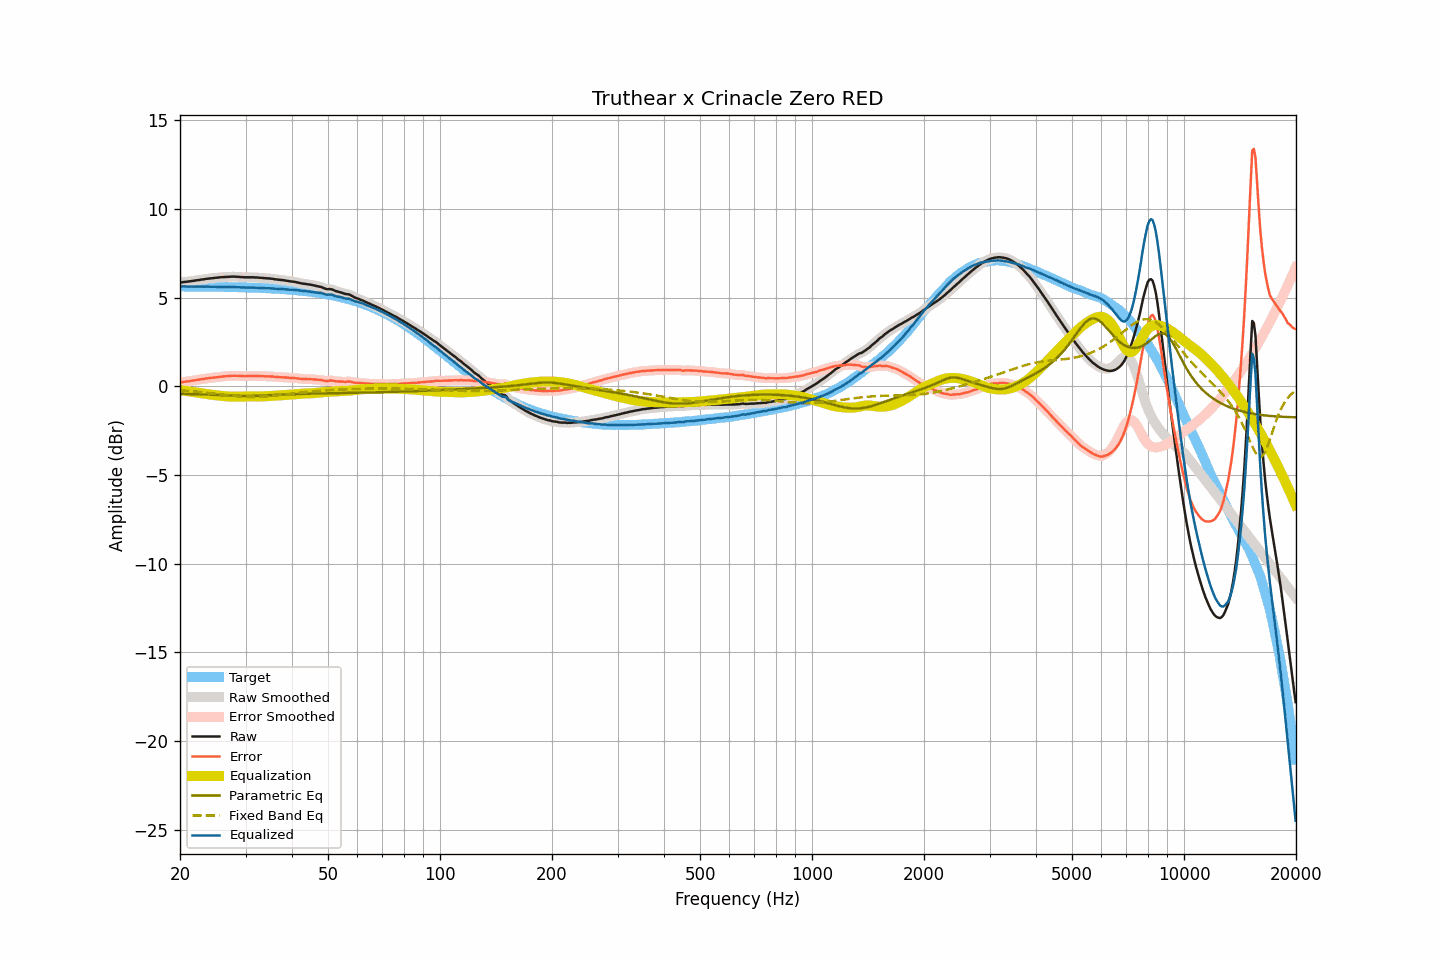 Truthear x Crinacle Zero RED
15
10
5
0
−5
−10
−15
−20
−25
Amplitude (dBr)
Target
Raw Smoothed
Error Smoothed
Raw
Error
Equalization
Parametric Eq
Fixed Band Eq
Equalized
20 50 100 200 500 1000 2000 5000 10000 20000
Frequency (Hz)